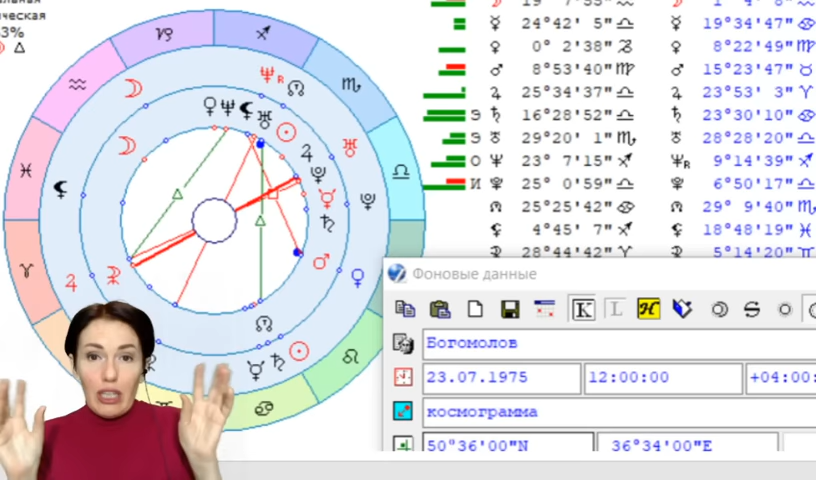 ческая
3%
☿ 24°42' 5"♎ ☿ 19°34'47"♋
♀ 0° 2'38"♑ ♀ 8°22'49"♍
♂ 8°53'40"♍ ♂ 15°23'47"♉
♃ 25°34'37"♎ ♃ 23°53' 3"♈
Э ♄ 16°28'52"♎ ♄ 23°30'10"♋
Э ♅ 29°20' 1"♏ ♅ 28°28'20"♎
О ♆ 23° 7'15"♐ ♆R 9°14'39"♐
И 25° 0'59"♎ 6°50'17"♎
☊ 25°25'42"♋ ☊ 29° 9'40"♏
⚸ 4°45' 7"♐ ⚸ 18°48'19"♓
28°44'42"♈ 5°14'20"♊
Фоновые данные
K L H S
Богомолов
23.07.1975 12:00:00 +04:00:
космограмма
50°36'00"N 36°34'00"E